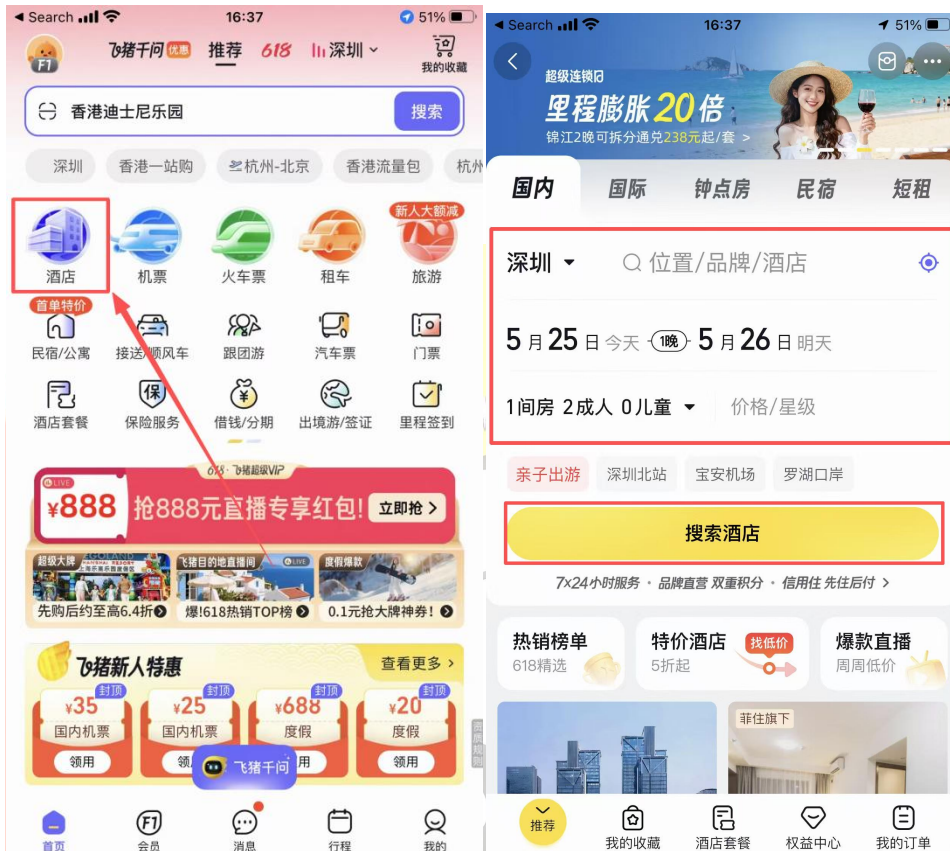 Search
16:37
51%
F1
飞猪千问
优惠
推荐
618
深圳
我的收藏
香港迪士尼乐园
搜索
深圳
香港一站购
杭州-北京
香港流量包
杭州
酒店
机票
火车票
租车
新人大额减
旅游
首单特价
民宿/公寓
接送/顺风车
跟团游
汽车票
门票
酒店套餐
保
保险服务
借钱/分期
出境游/签证
里程签到
618·飞猪超级VIP
LIVE
¥888
抢888元直播专享红包!
立即抢 >
超级大牌
先购后约至高6.4折
飞猪目的地直播间
LIVE
爆!618热销TOP榜
度假爆款
0.1元抢大牌神券!
飞猪新人特惠
查看更多 >
封顶
¥35
国内机票
领用
封顶
¥25
国内机票
封顶
¥688
度假
封顶
¥20
度假
领用
飞猪千问
首页
F1
会员
消息
行程
我的
Search
16:37
51%
超级连锁日
里程膨胀20倍
锦江2晚可拆分通兑238元起/套 >
国内
国际
钟点房
民宿
短租
深圳
位置/品牌/酒店
5月25日 今天
1晚
5月26日 明天
1间房 2成人 0儿童
价格/星级
亲子出游
深圳北站
宝安机场
罗湖口岸
搜索酒店
7×24小时服务 · 品牌直营 双重积分 · 信用住 先住后付 >
热销榜单
618精选
特价酒店
找低价
5折起
爆款直播
周周低价
菲住旗下
推荐
我的收藏
酒店套餐
权益中心
我的订单